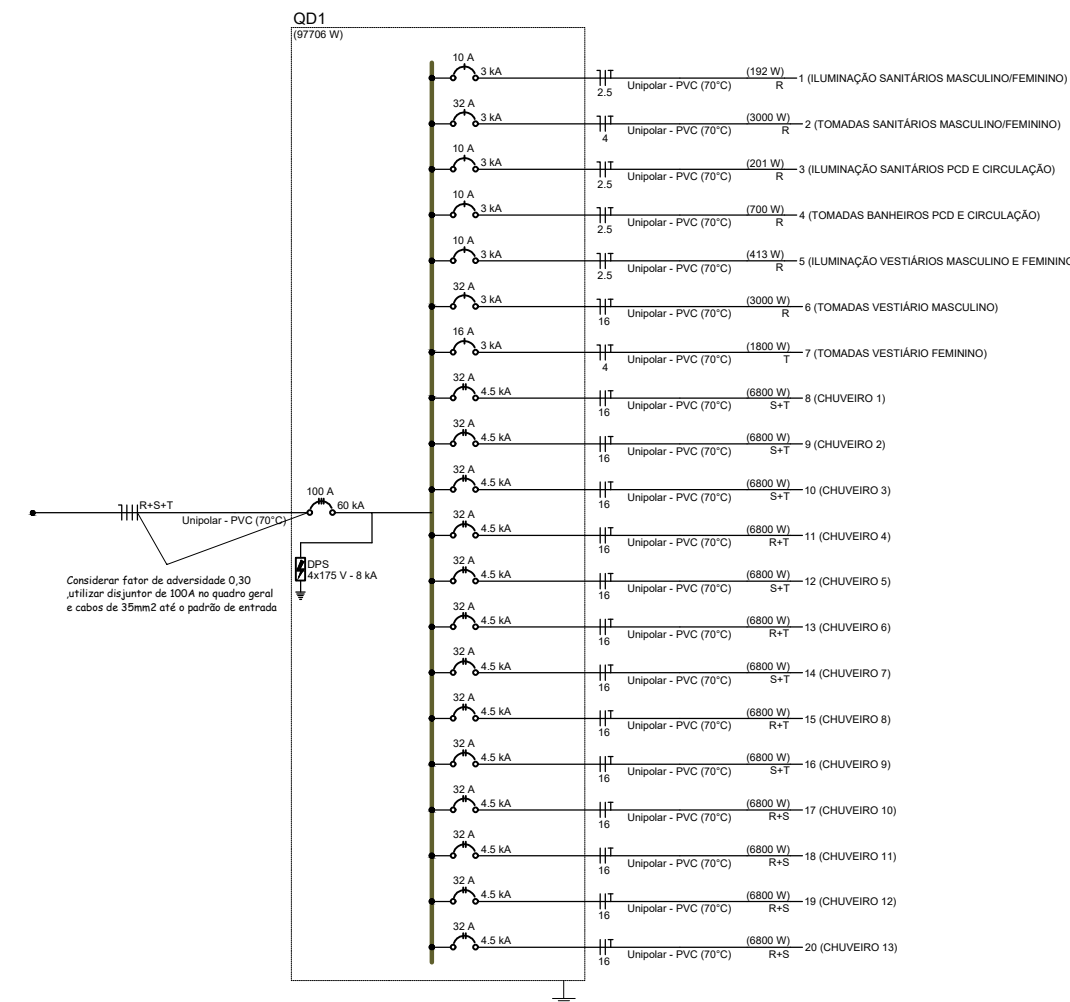 QD1
(97706 W)
10 A
3 kA
2.5
Unipolar - PVC (70°C)
(192 W)
R
1 (ILUMINAÇÃO SANITÁRIOS MASCULINO/FEMININO)
32 A
3 kA
4
Unipolar - PVC (70°C)
(3000 W)
R
2 (TOMADAS SANITÁRIOS MASCULINO/FEMININO)
10 A
3 kA
2.5
Unipolar - PVC (70°C)
(201 W)
R
3 (ILUMINAÇÃO SANITÁRIOS PCD E CIRCULAÇÃO)
10 A
3 kA
2.5
Unipolar - PVC (70°C)
(700 W)
R
4 (TOMADAS BANHEIROS PCD E CIRCULAÇÃO)
10 A
3 kA
2.5
Unipolar - PVC (70°C)
(413 W)
R
5 (ILUMINAÇÃO VESTIÁRIOS MASCULINO E FEMININO
32 A
3 kA
16
Unipolar - PVC (70°C)
(3000 W)
R
6 (TOMADAS VESTIÁRIO MASCULINO)
16 A
3 kA
4
Unipolar - PVC (70°C)
(1800 W)
T
7 (TOMADAS VESTIÁRIO FEMININO)
32 A
4.5 kA
16
Unipolar - PVC (70°C)
(6800 W)
S+T
8 (CHUVEIRO 1)
32 A
4.5 kA
16
Unipolar - PVC (70°C)
(6800 W)
S+T
9 (CHUVEIRO 2)
32 A
4.5 kA
16
Unipolar - PVC (70°C)
(6800 W)
S+T
10 (CHUVEIRO 3)
R+S+T
Unipolar - PVC (70°C)
100 A
60 kA
DPS
4x175 V - 8 kA
Considerar fator de adversidade 0,30
,utilizar disjuntor de 100A no quadro geral
e cabos de 35mm2 até o padrão de entrada
32 A
4.5 kA
16
Unipolar - PVC (70°C)
(6800 W)
R+T
11 (CHUVEIRO 4)
32 A
4.5 kA
16
Unipolar - PVC (70°C)
(6800 W)
S+T
12 (CHUVEIRO 5)
32 A
4.5 kA
16
Unipolar - PVC (70°C)
(6800 W)
R+T
13 (CHUVEIRO 6)
32 A
4.5 kA
16
Unipolar - PVC (70°C)
(6800 W)
S+T
14 (CHUVEIRO 7)
32 A
4.5 kA
16
Unipolar - PVC (70°C)
(6800 W)
R+T
15 (CHUVEIRO 8)
32 A
4.5 kA
16
Unipolar - PVC (70°C)
(6800 W)
S+T
16 (CHUVEIRO 9)
32 A
4.5 kA
16
Unipolar - PVC (70°C)
(6800 W)
R+S
17 (CHUVEIRO 10)
32 A
4.5 kA
16
Unipolar - PVC (70°C)
(6800 W)
R+S
18 (CHUVEIRO 11)
32 A
4.5 kA
16
Unipolar - PVC (70°C)
(6800 W)
R+S
19 (CHUVEIRO 12)
32 A
4.5 kA
16
Unipolar - PVC (70°C)
(6800 W)
R+S
20 (CHUVEIRO 13)